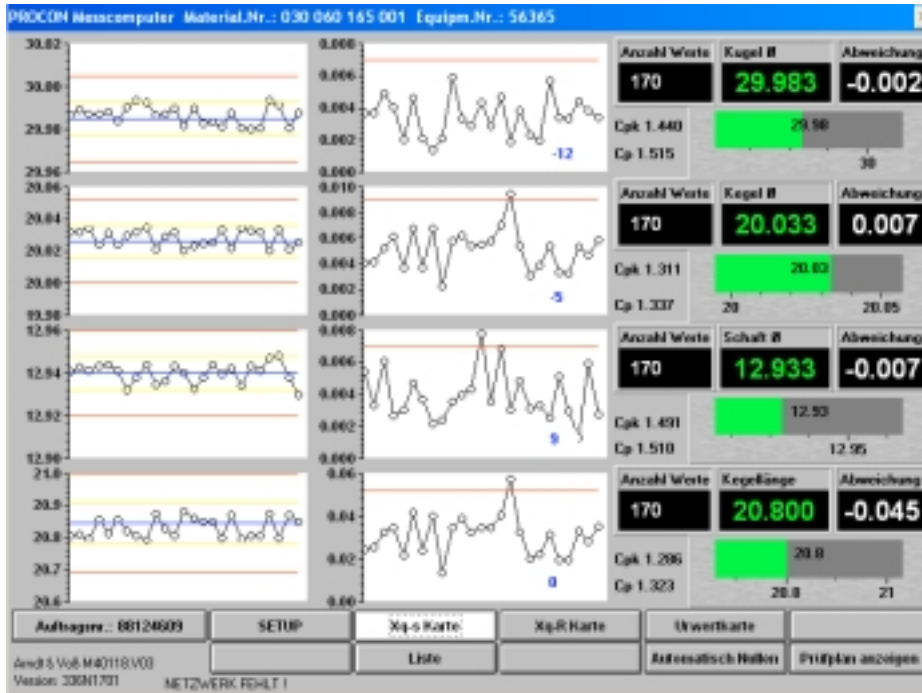 PROCON Messcomputer Material.Nr.: 030 060 165 001 Equipm.Nr.: 56365
30.02
30.00
29.98
29.96
0.008
0.006
0.004
0.002
0.000
-12
Anzahl Werte Kugel Ø Abweichung
170 29.983 -0.002
Cpk 1.440
Cp 1.515
29.98
30
20.06
20.04
20.02
20.00
19.98
0.010
0.008
0.006
0.004
0.002
0.000
-5
Anzahl Werte Kegel Ø Abweichung
170 20.033 0.007
Cpk 1.311
Cp 1.337
20.03
20 20.05
12.96
12.94
12.92
12.90
0.008
0.006
0.004
0.002
0.000
9
Anzahl Werte Schaft Ø Abweichung
170 12.933 -0.007
Cpk 1.491
Cp 1.510
12.93
12.95
21.0
20.9
20.8
20.7
20.6
0.06
0.04
0.02
0.00
0
Anzahl Werte Kegellänge Abweichung
170 20.800 -0.045
Cpk 1.286
Cp 1.323
20.8
20.8 21
Auftragsnr.: 88124609 SETUP Xq-s Karte Xq-R Karte Urwertkarte
Liste Automatisch Nullen Prüfplan anzeigen
Arndt & Voß M40118.V03
Version: 336N1701 NETZWERK FEHLT !